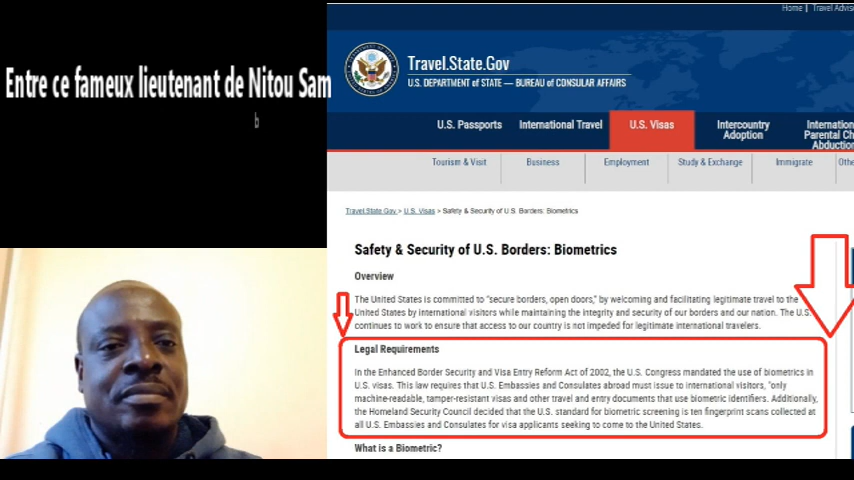 Entre ce fameux lieutenant de Nitou Sam
Home | Travel Advis
Travel.State.Gov
U.S. DEPARTMENT of STATE — BUREAU of CONSULAR AFFAIRS
U.S. Passports International Travel U.S. Visas Intercountry Adoption Internation Parental Ch Abduction
Tourism & Visit Business Employment Study & Exchange Immigrate Othe
Travel.State.Gov > U.S. Visas > Safety & Security of U.S. Borders: Biometrics
Safety & Security of U.S. Borders: Biometrics
Overview
The United States is committed to "secure borders, open doors," by welcoming and facilitating legitimate travel to the
United States by international visitors while maintaining the integrity and security of our borders and our nation. The U.S.
continues to work to ensure that access to our country is not impeded for legitimate international travelers.
Legal Requirements
In the Enhanced Border Security and Visa Entry Reform Act of 2002, the U.S. Congress mandated the use of biometrics in
U.S. visas. This law requires that U.S. Embassies and Consulates abroad must issue to international visitors, "only
machine-readable, tamper-resistant visas and other travel and entry documents that use biometric identifiers. Additionally,
the Homeland Security Council decided that the U.S. standard for biometric screening is ten fingerprint scans collected at
all U.S. Embassies and Consulates for visa applicants seeking to come to the United States.
What is a Biometric?